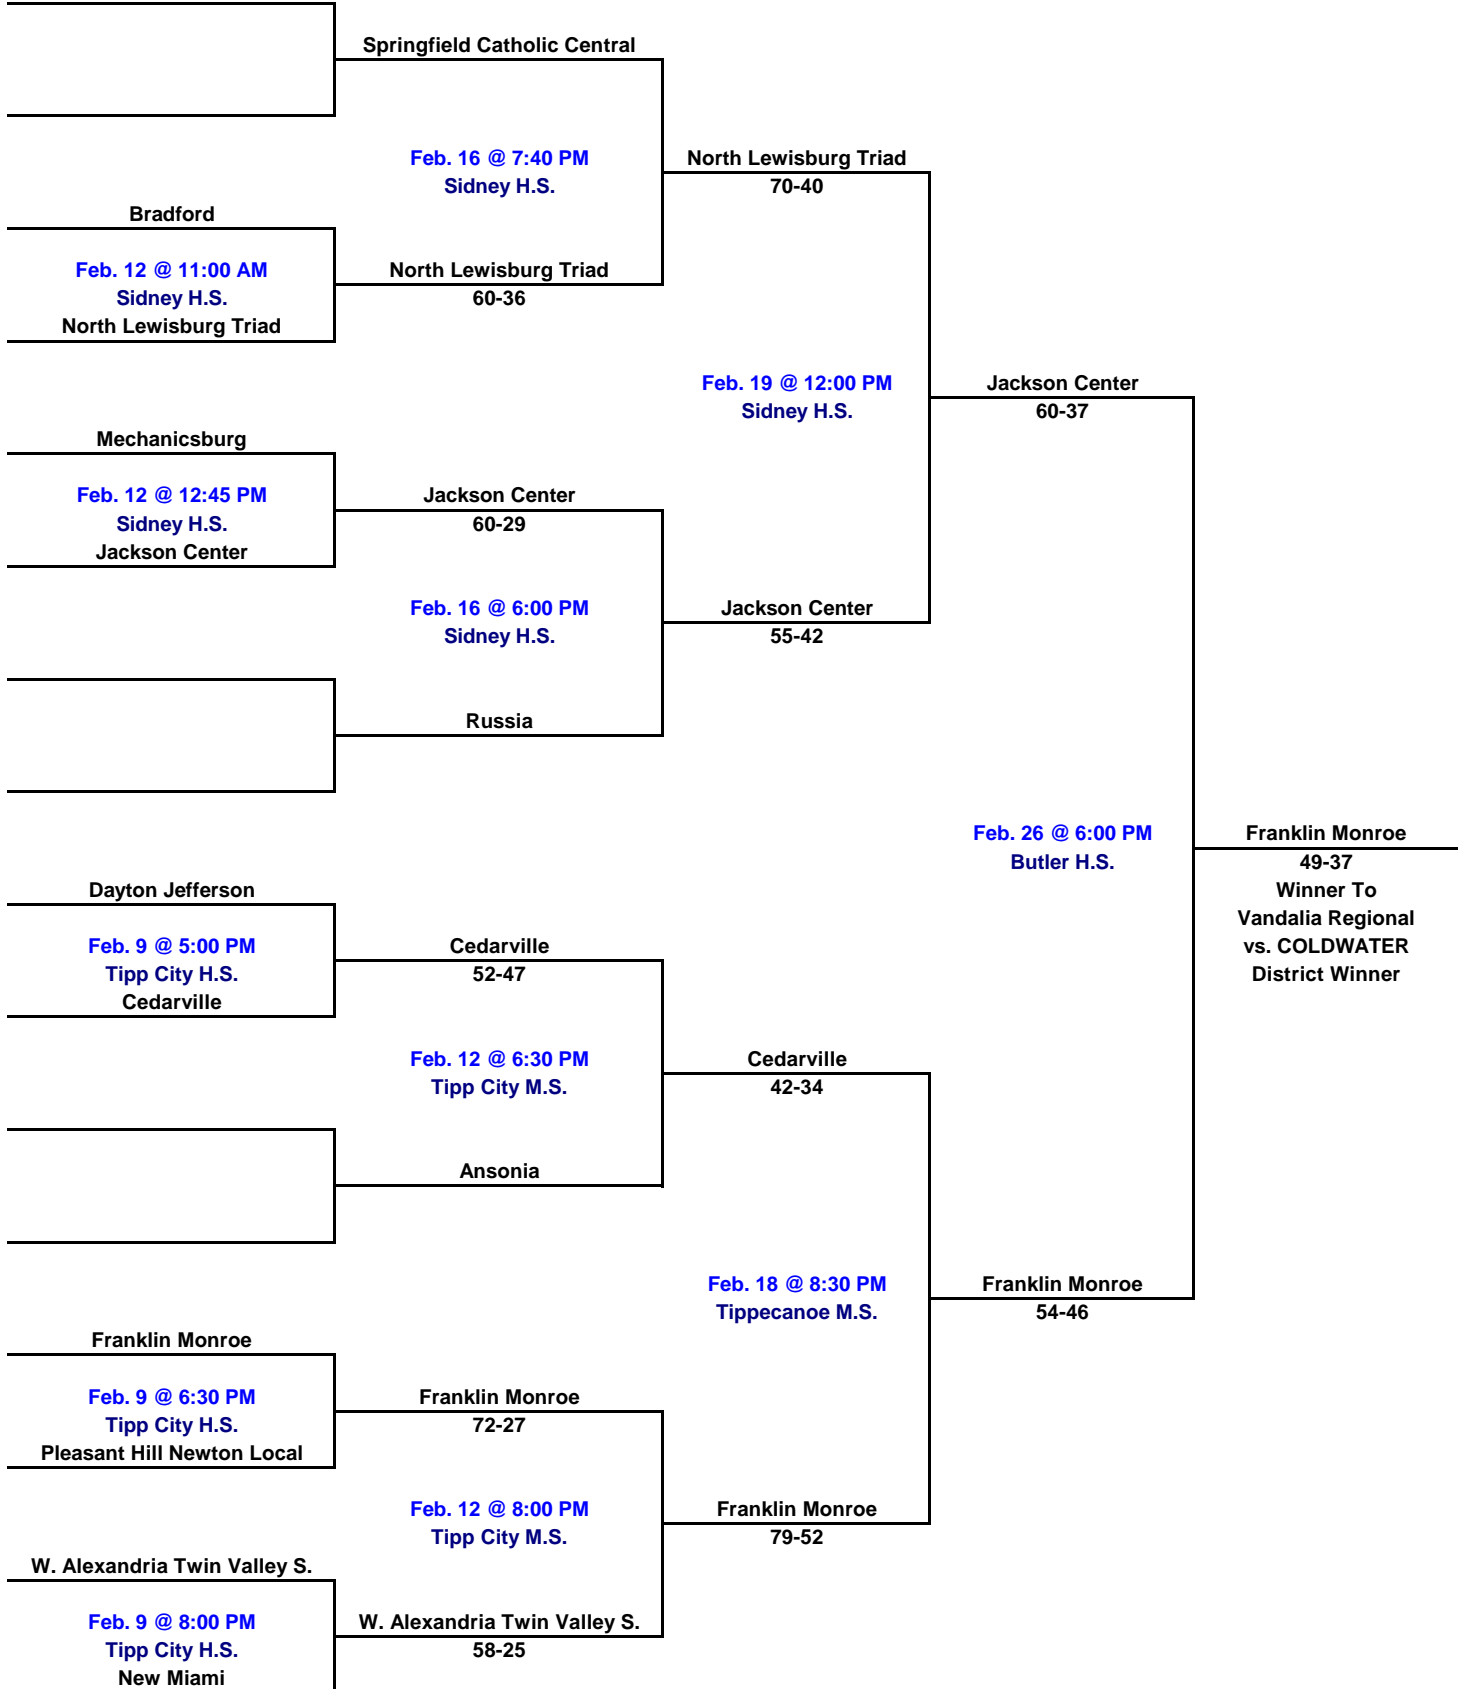 Springfield Catholic Central
Feb. 16 @ 7:40 PM
Sidney H.S.
North Lewisburg Triad
70-40
Bradford
Feb. 12 @ 11:00 AM
Sidney H.S.
North Lewisburg Triad
North Lewisburg Triad
60-36
Feb. 19 @ 12:00 PM
Sidney H.S.
Jackson Center
60-37
Mechanicsburg
Feb. 12 @ 12:45 PM
Sidney H.S.
Jackson Center
Jackson Center
60-29
Feb. 16 @ 6:00 PM
Sidney H.S.
Jackson Center
55-42
Russia
Feb. 26 @ 6:00 PM
Butler H.S.
Franklin Monroe
49-37
Winner To
Vandalia Regional
vs. COLDWATER
District Winner
Dayton Jefferson
Feb. 9 @ 5:00 PM
Tipp City H.S.
Cedarville
Cedarville
52-47
Feb. 12 @ 6:30 PM
Tipp City M.S.
Cedarville
42-34
Ansonia
Feb. 18 @ 8:30 PM
Tippecanoe M.S.
Franklin Monroe
54-46
Franklin Monroe
Feb. 9 @ 6:30 PM
Tipp City H.S.
Pleasant Hill Newton Local
Franklin Monroe
72-27
Feb. 12 @ 8:00 PM
Tipp City M.S.
Franklin Monroe
79-52
W. Alexandria Twin Valley S.
Feb. 9 @ 8:00 PM
Tipp City H.S.
New Miami
W. Alexandria Twin Valley S.
58-25